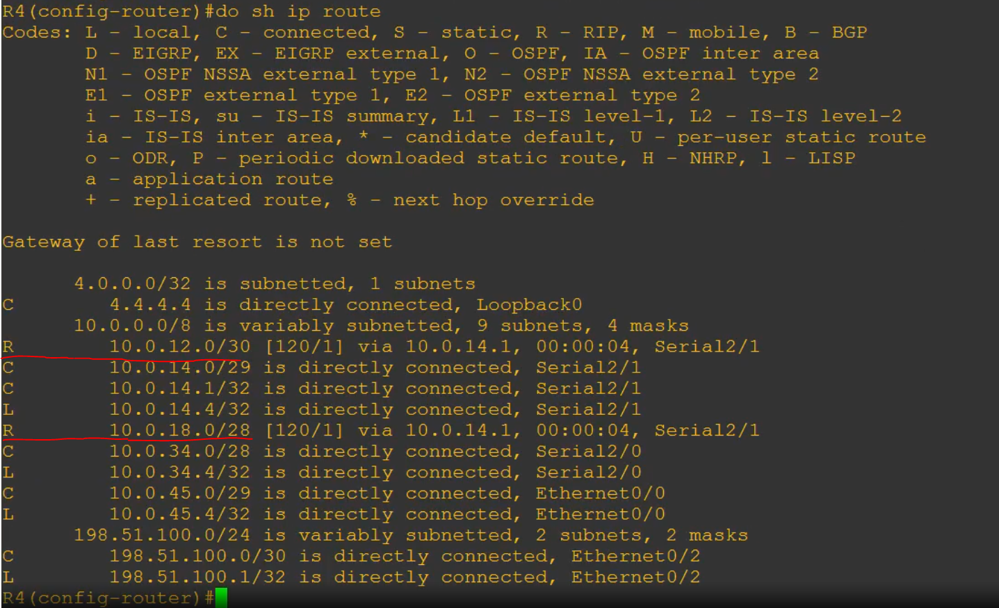 R4(config-router)#do sh ip route
Codes: L - local, C - connected, S - static, R - RIP, M - mobile, B - BGP
D - EIGRP, EX - EIGRP external, O - OSPF, IA - OSPF inter area
N1 - OSPF NSSA external type 1, N2 - OSPF NSSA external type 2
E1 - OSPF external type 1, E2 - OSPF external type 2
i - IS-IS, su - IS-IS summary, L1 - IS-IS level-1, L2 - IS-IS level-2
ia - IS-IS inter area, * - candidate default, U - per-user static route
o - ODR, P - periodic downloaded static route, H - NHRP, l - LISP
a - application route
+ - replicated route, % - next hop override
Gateway of last resort is not set
4.0.0.0/32 is subnetted, 1 subnets
C 4.4.4.4 is directly connected, Loopback0
10.0.0.0/8 is variably subnetted, 9 subnets, 4 masks
R 10.0.12.0/30 [120/1] via 10.0.14.1, 00:00:04, Serial2/1
C 10.0.14.0/29 is directly connected, Serial2/1
C 10.0.14.1/32 is directly connected, Serial2/1
L 10.0.14.4/32 is directly connected, Serial2/1
R 10.0.18.0/28 [120/1] via 10.0.14.1, 00:00:04, Serial2/1
C 10.0.34.0/28 is directly connected, Serial2/0
L 10.0.34.4/32 is directly connected, Serial2/0
C 10.0.45.0/29 is directly connected, Ethernet0/0
L 10.0.45.4/32 is directly connected, Ethernet0/0
198.51.100.0/24 is variably subnetted, 2 subnets, 2 masks
C 198.51.100.0/30 is directly connected, Ethernet0/2
L 198.51.100.1/32 is directly connected, Ethernet0/2
R4(config-router)#